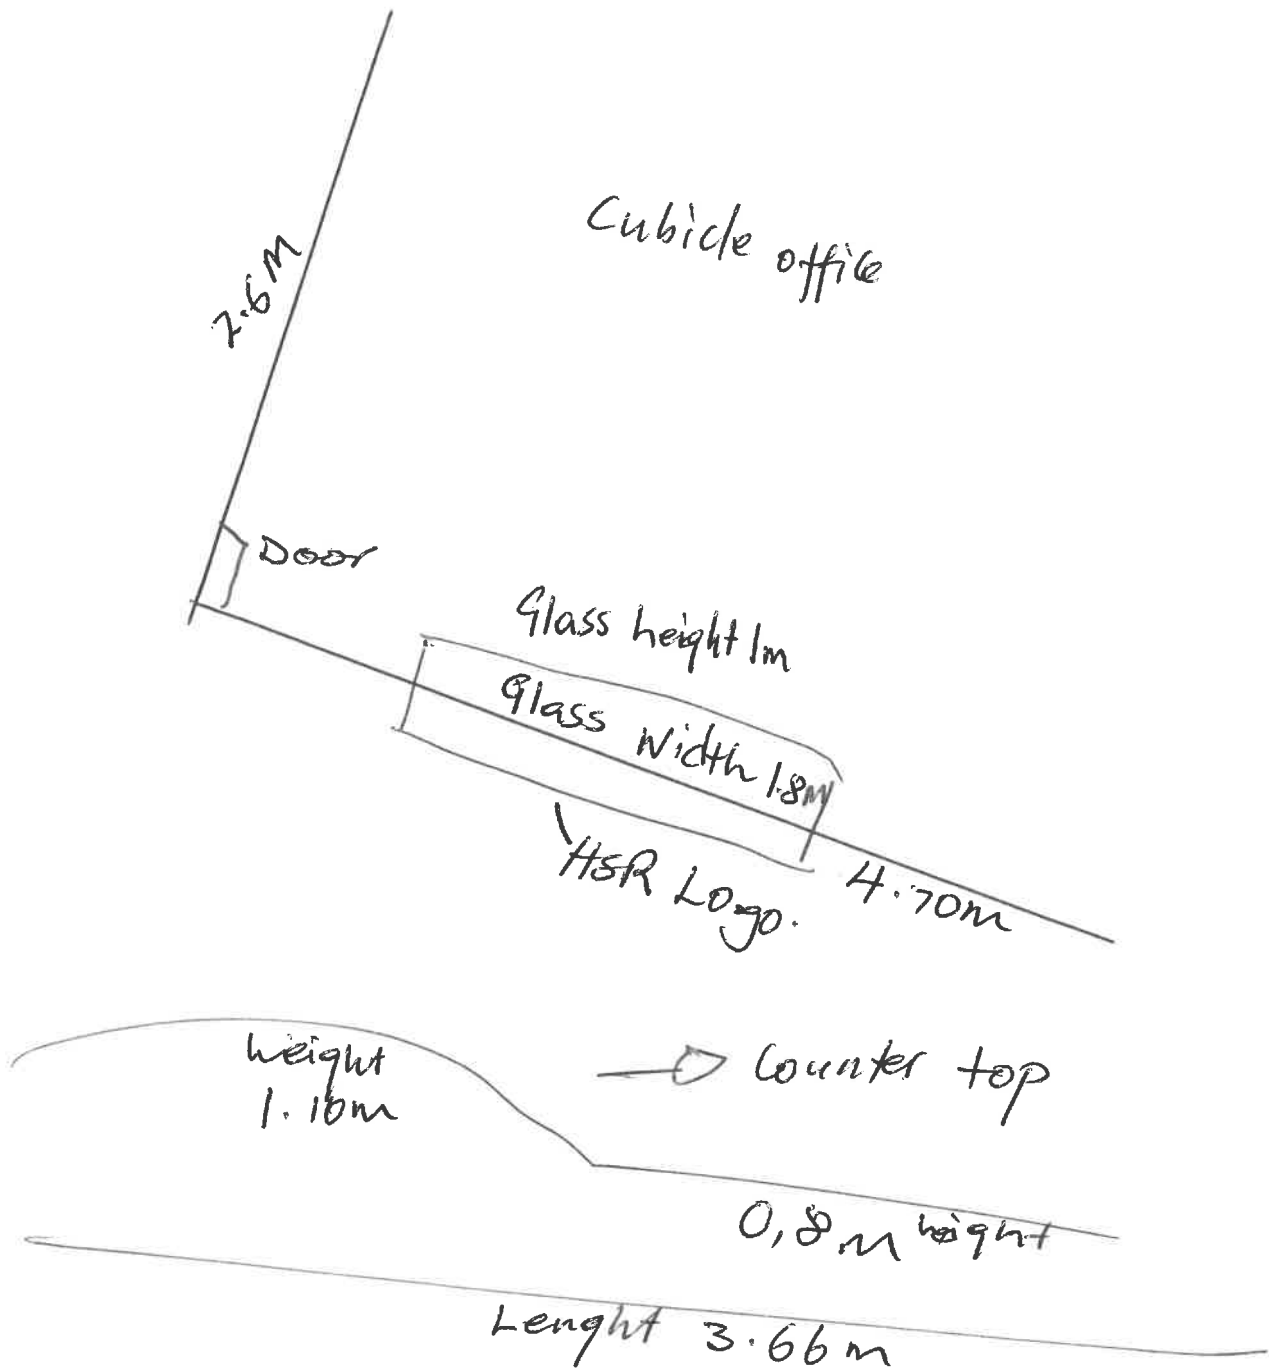 Cubicle office
2.6M
Door
Glass height 1m
Glass width 1.8M
HSR Logo.
4.70m
height
1.10m
Counter top
0,8m height
Lenght 3.66m